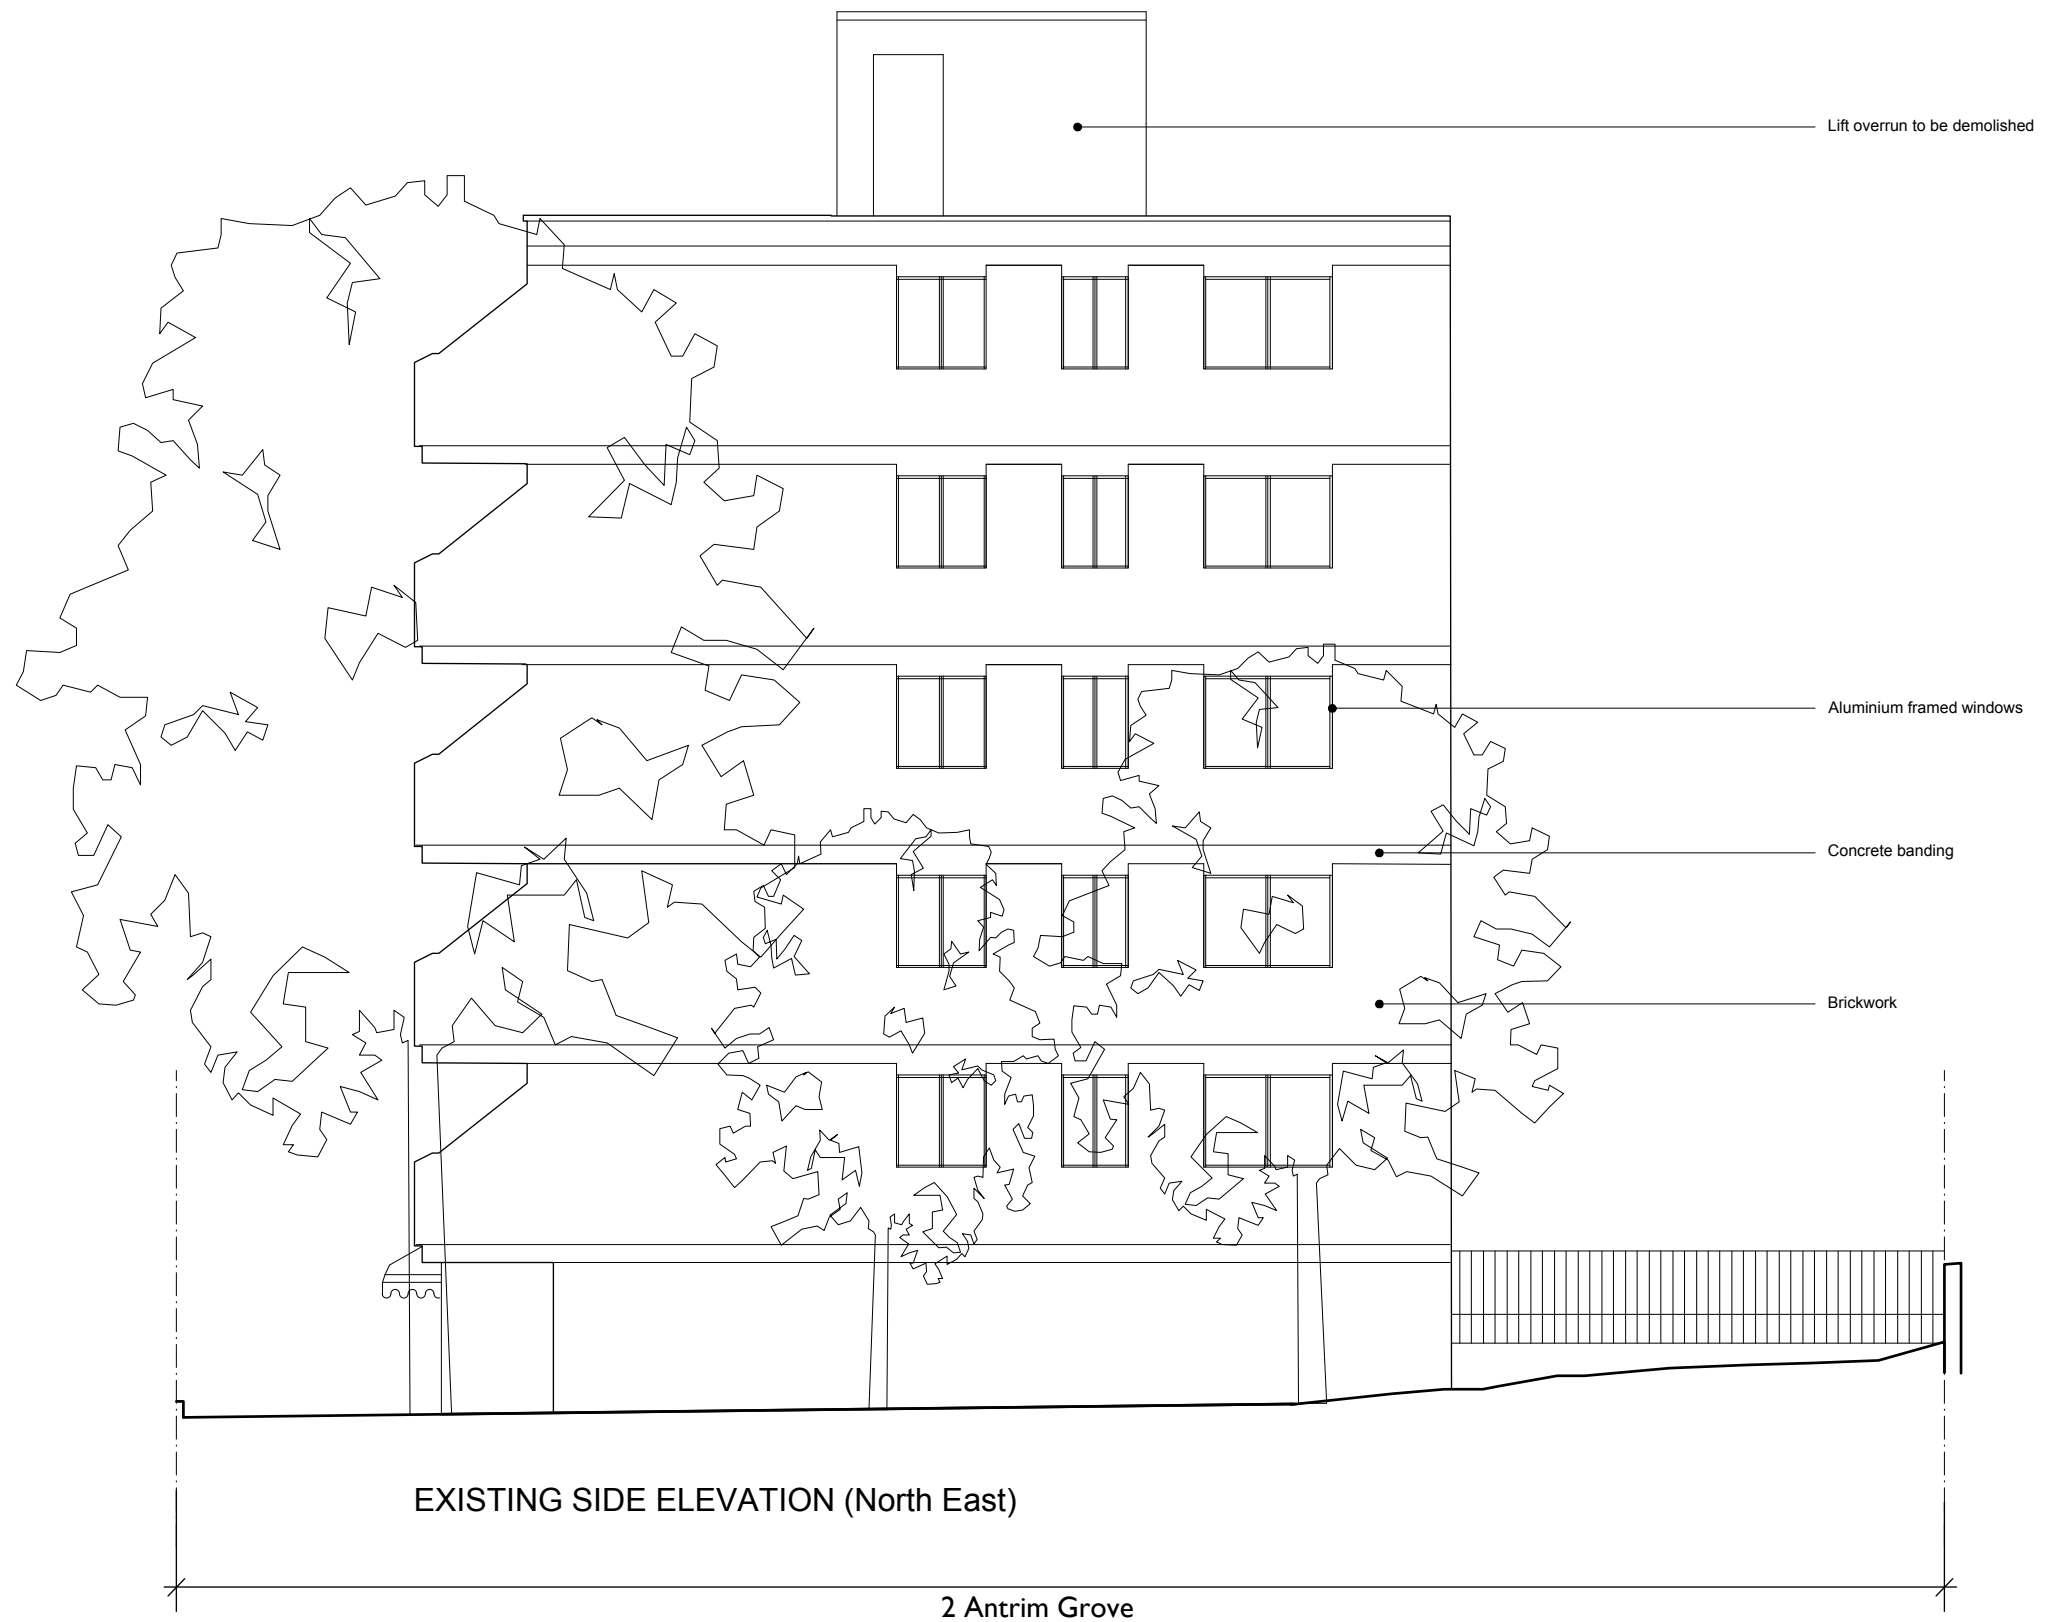 Lift overrun to be demolished
Aluminium framed windows
Concrete banding
Brickwork
EXISTING SIDE ELEVATION (North East)
2 Antrim Grove